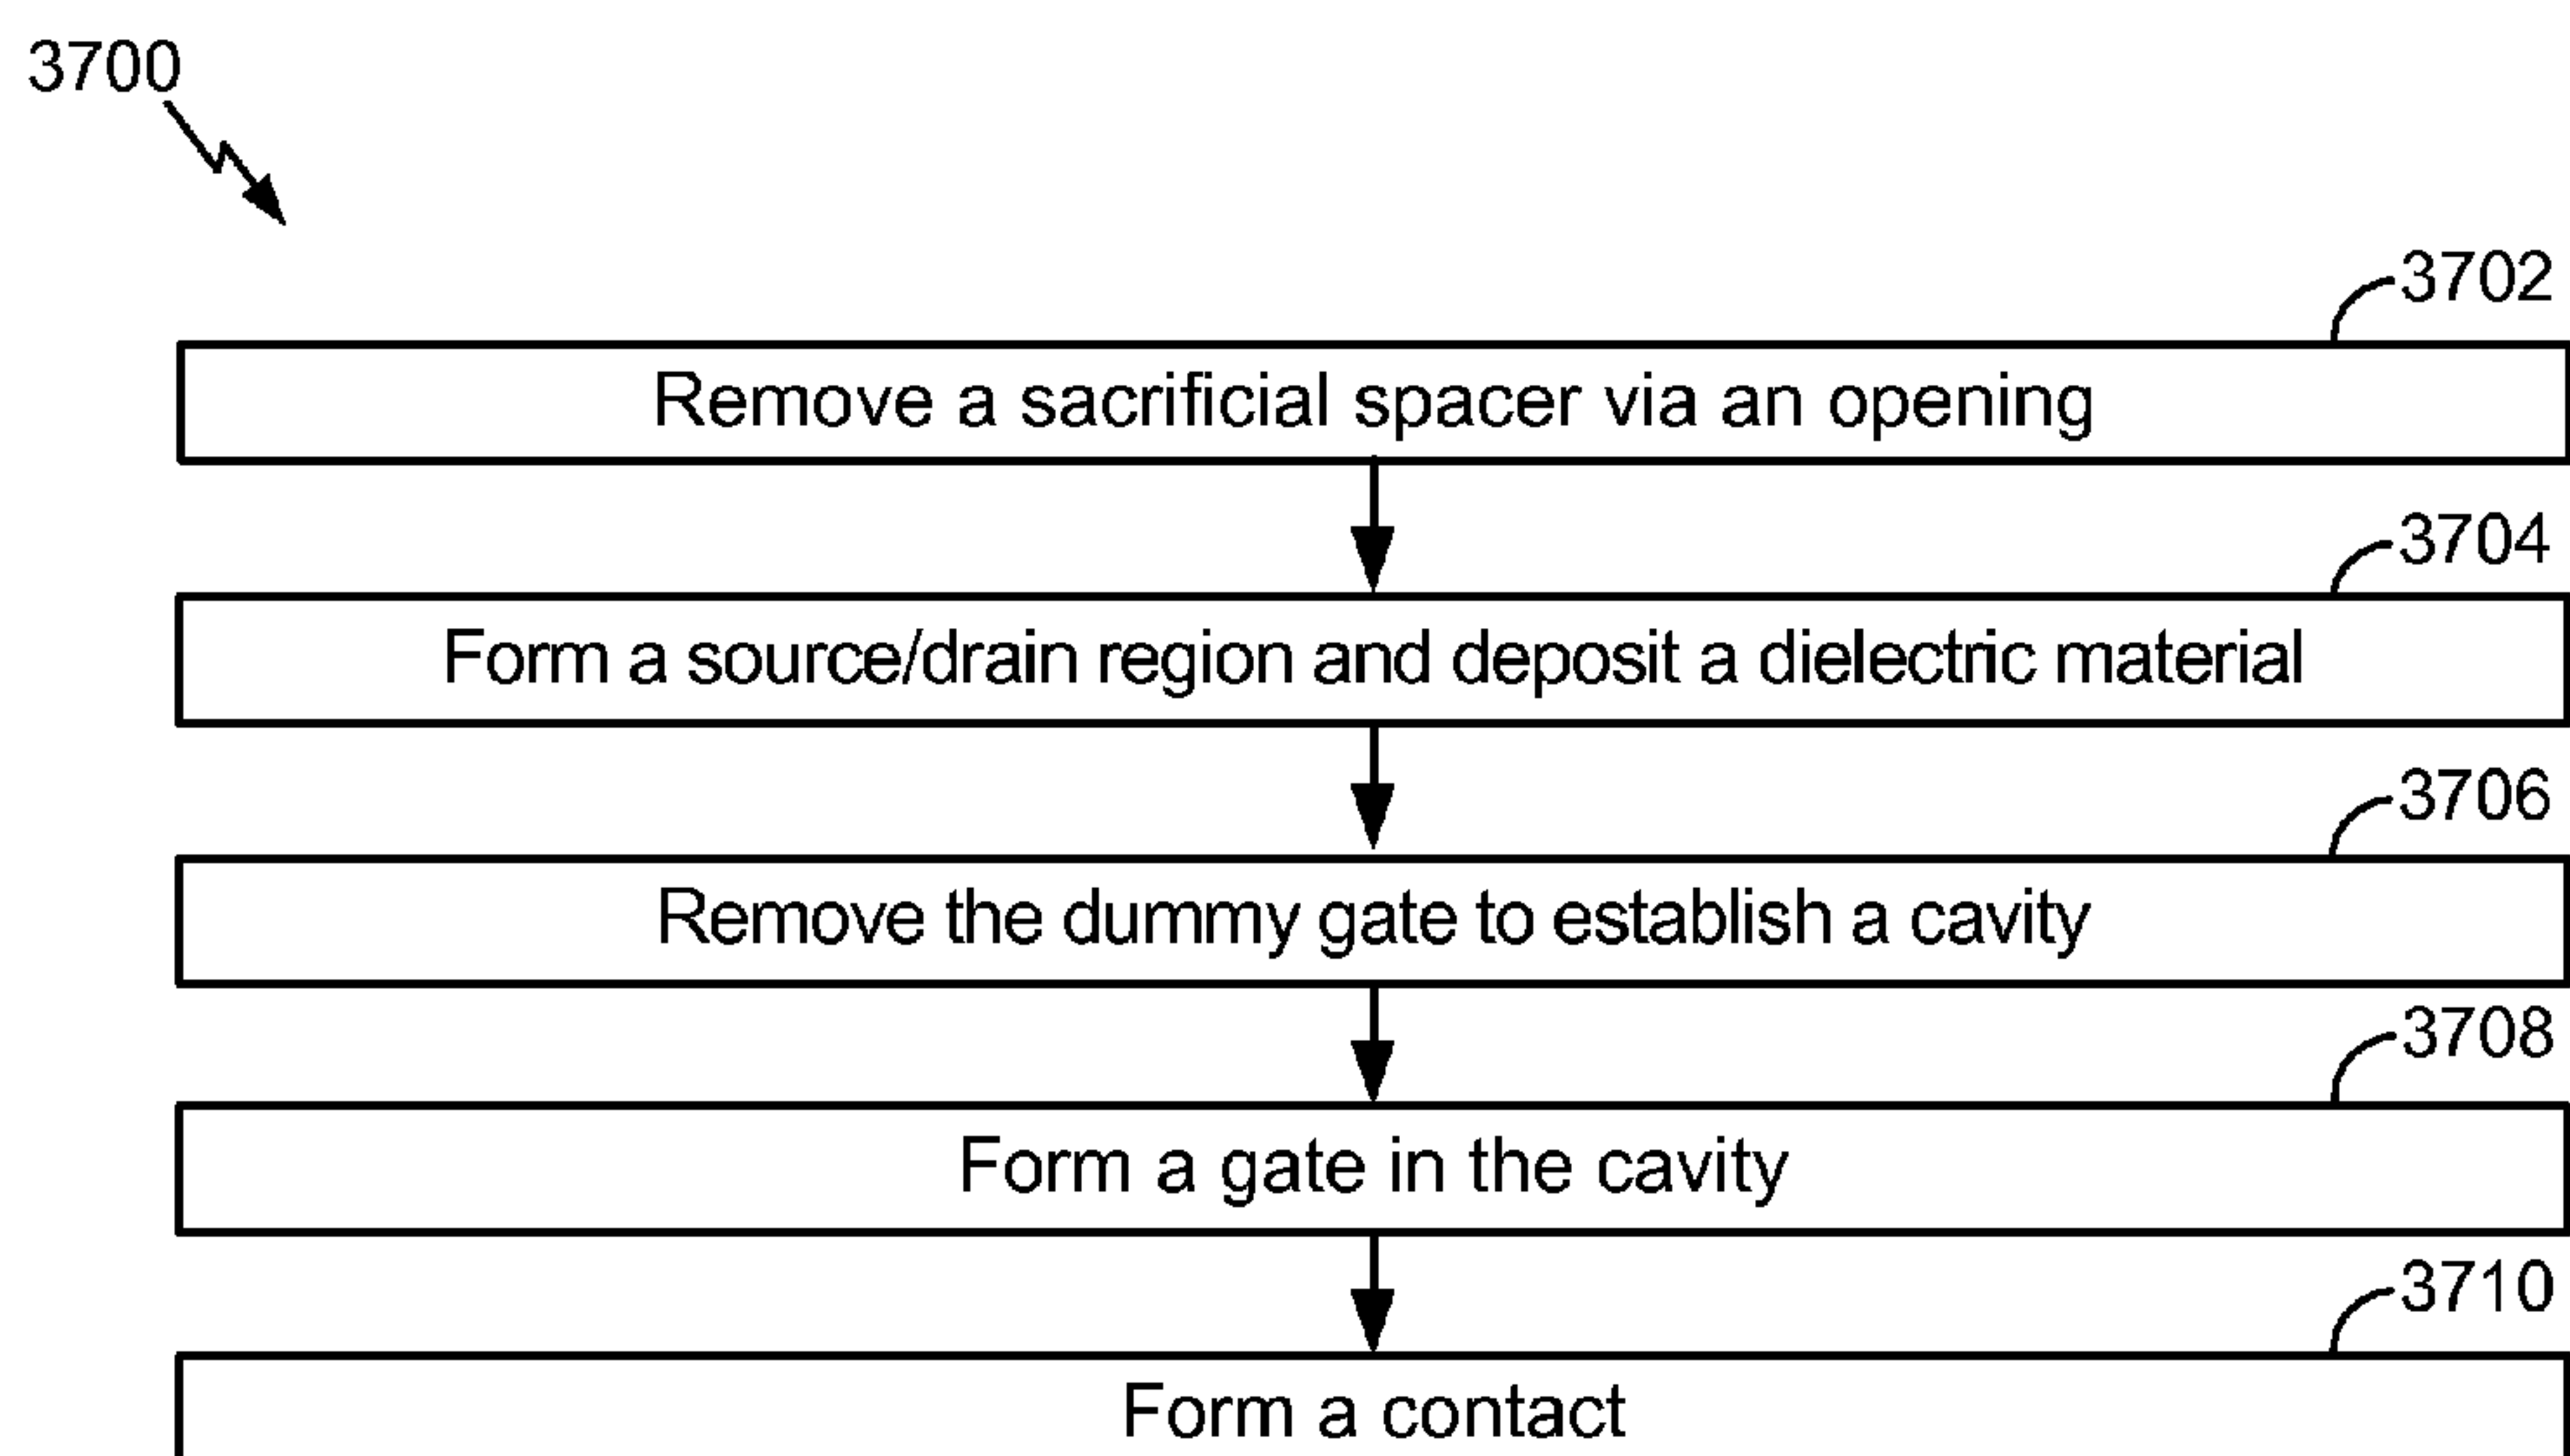 3700
3702
Remove a sacrificial spacer via an opening
3704
Form a source/drain region and deposit a dielectric material
3706
Remove the dummy gate to establish a cavity
3708
Form a gate in the cavity
3710
Form a contact